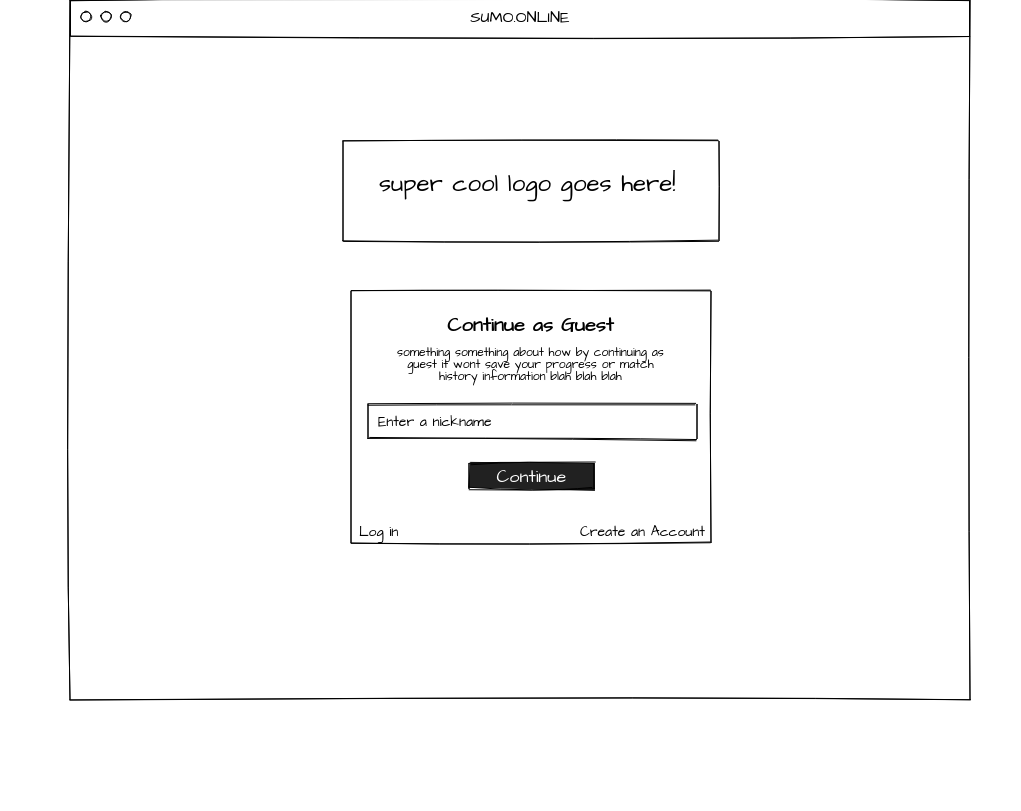 SUMO.ONLINE
super cool logo goes here!
Continue as Guest
something something about how by continuing as
guest it wont save your progress or match
history information blah blah blah
Enter a nickname
Continue
Log in
Create an Account